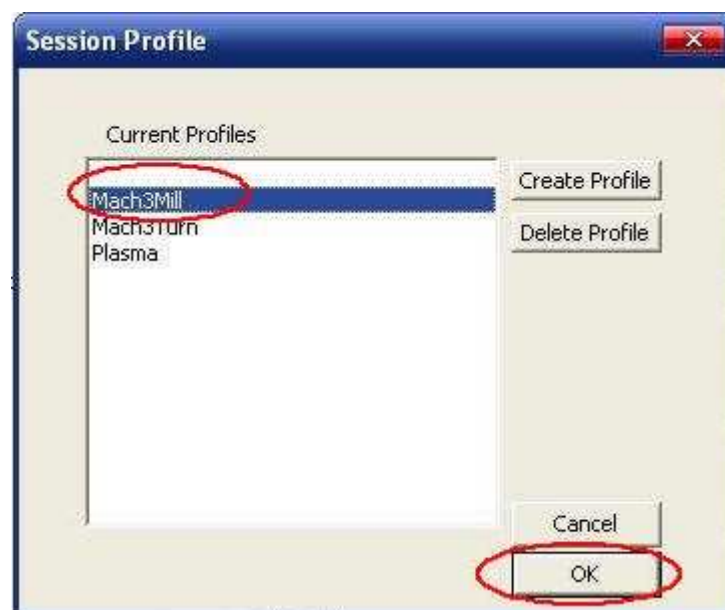 Session Profile
Current Profiles
Create Profile
Mach3Mill
Mach3Turn
Delete Profile
Plasma
Cancel
OK